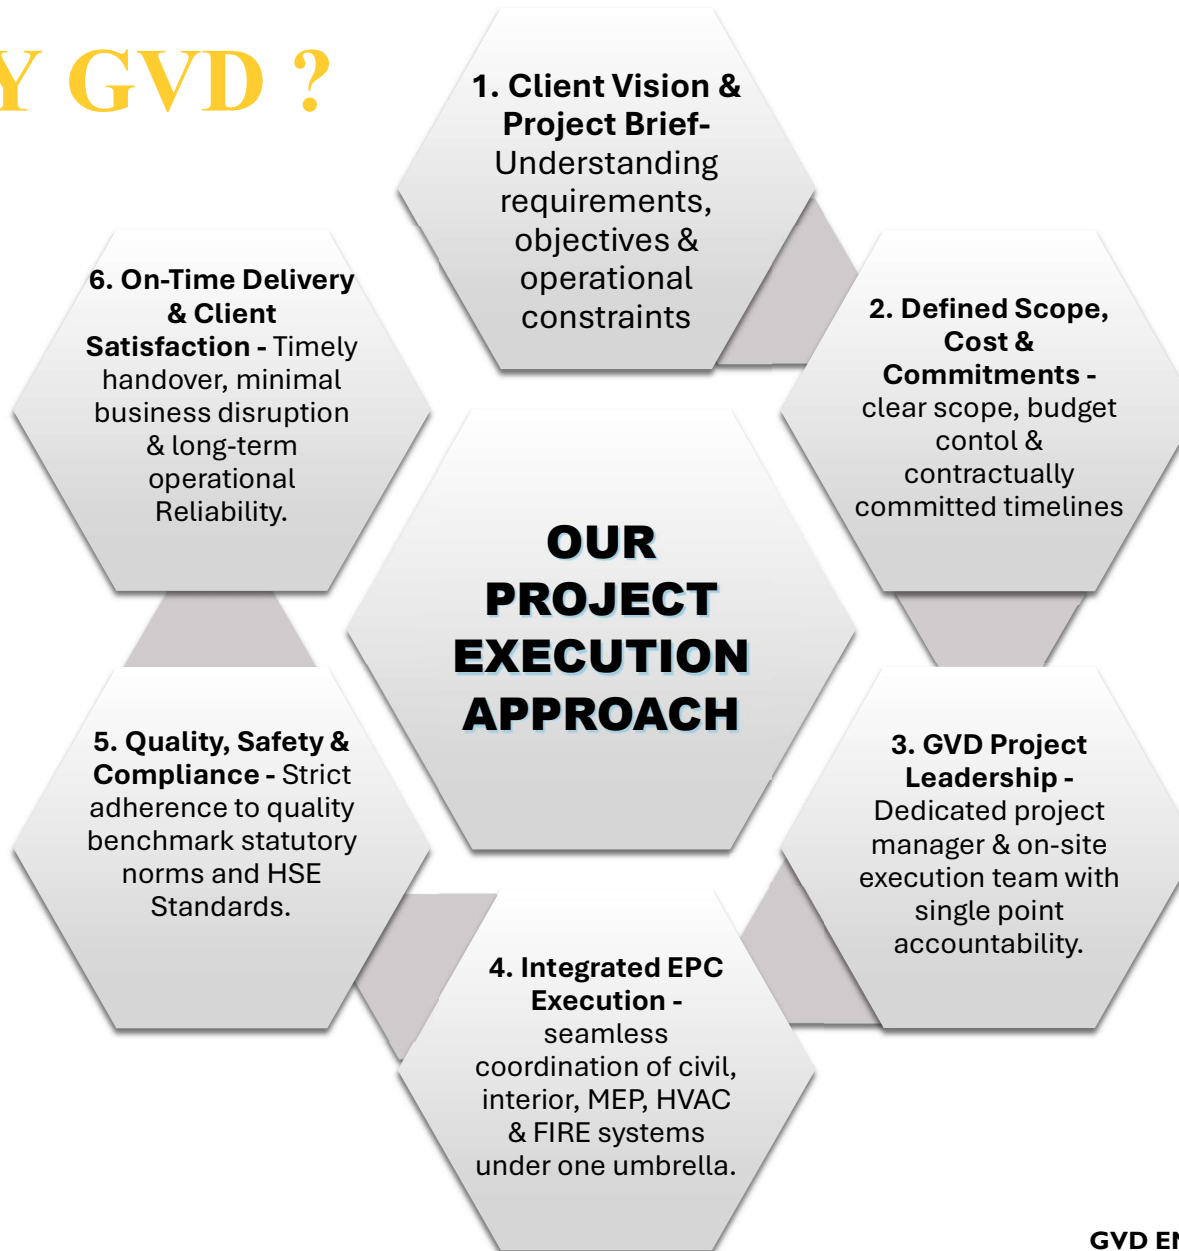 Y GVD ?
1. Client Vision &
Project Brief-
Understanding
requirements,
objectives &
operational
constraints
2. Defined Scope,
Cost &
Commitments -
clear scope, budget
contol &
contractually
committed timelines
3. GVD Project
Leadership -
Dedicated project
manager & on-site
execution team with
single point
accountability.
4. Integrated EPC
Execution -
seamless
coordination of civil,
interior, MEP, HVAC
& FIRE systems
under one umbrella.
5. Quality, Safety &
Compliance - Strict
adherence to quality
benchmark statutory
norms and HSE
Standards.
6. On-Time Delivery
& Client
Satisfaction - Timely
handover, minimal
business disruption
& long-term
operational
Reliability.
OUR
PROJECT
EXECUTION
APPROACH
GVD EN